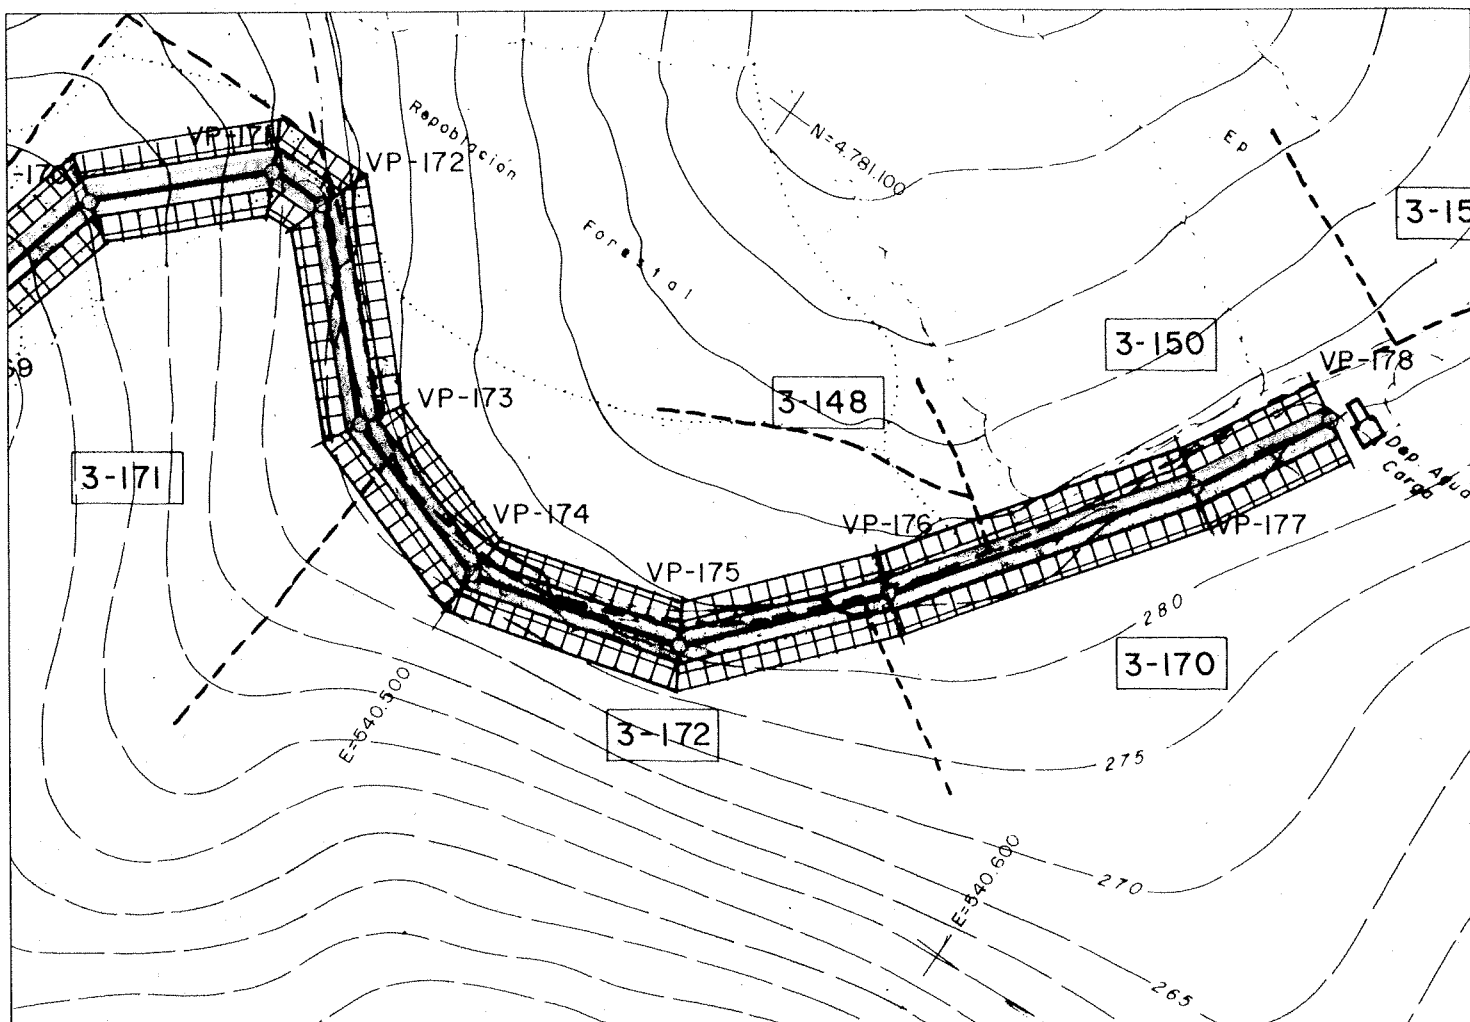 VP-171
VP-172
-170
Repoblación
Forestal
N=4.781.100
Ep
3-15
3-150
VP-178
3-148
VP-173
69
3-171
VP-174
VP-176
VP-177
Dep Agua
Carga
VP-175
280
3-170
E=540.500
3-172
275
E=540.600
270
265